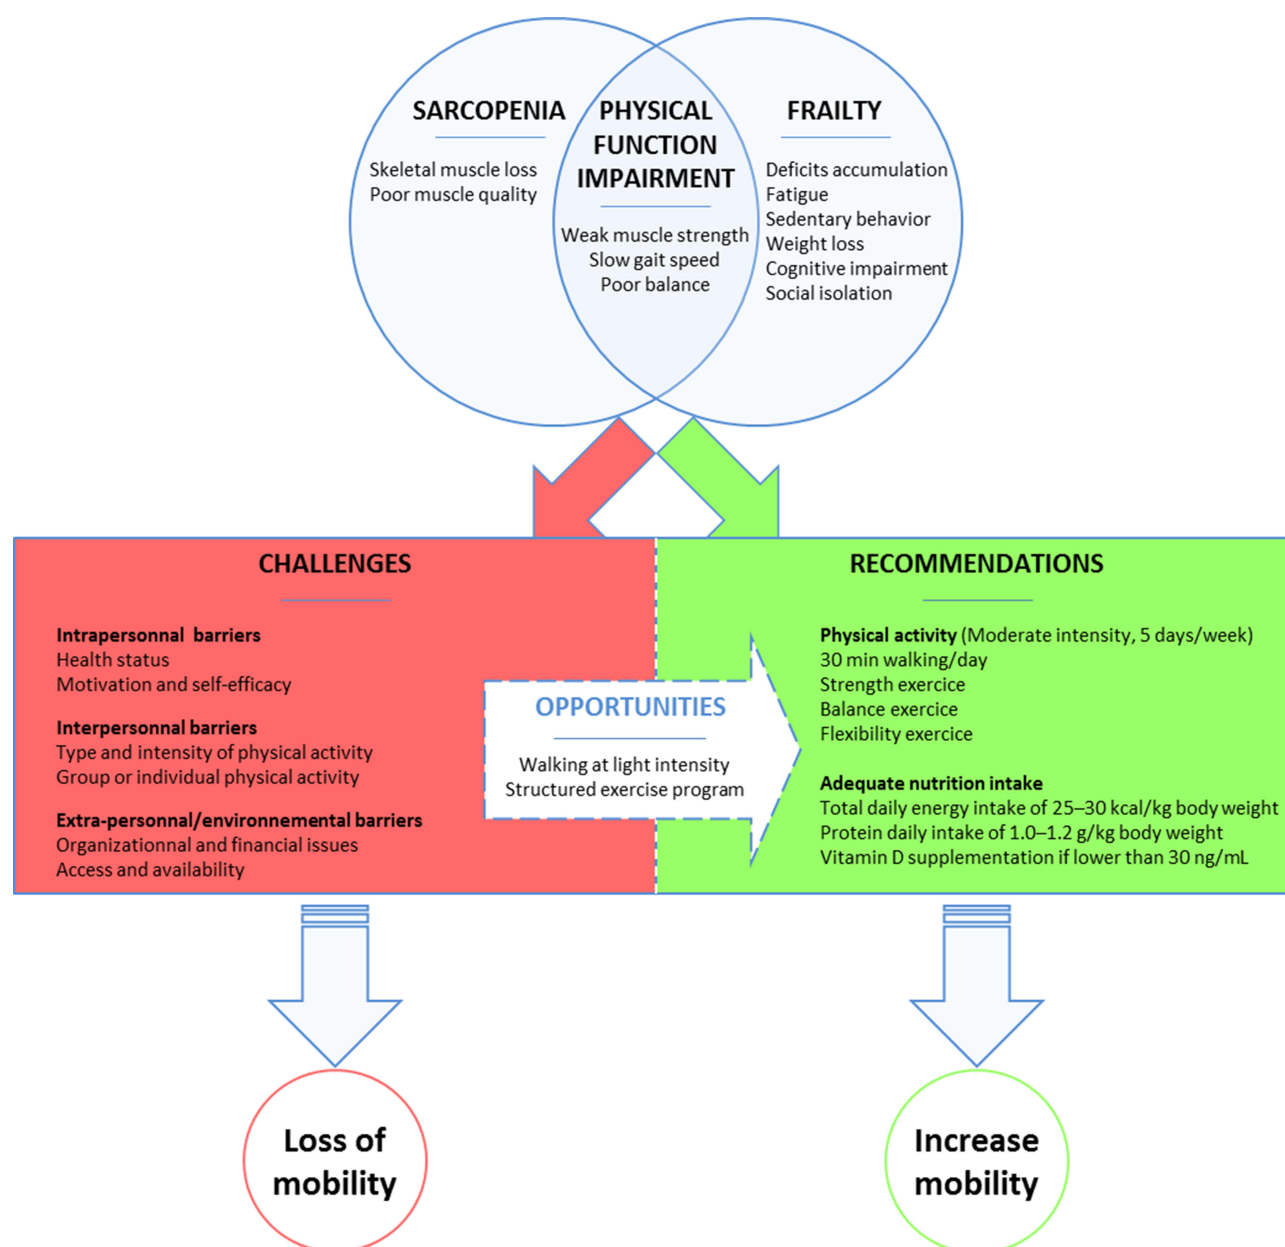 SARCOPENIA
Skeletal muscle loss
Poor muscle quality
PHYSICAL
FUNCTION
IMPAIRMENT
Weak muscle strength
Slow gait speed
Poor balance
FRAILTY
Deficits accumulation
Fatigue
Sedentary behavior
Weight loss
Cognitive impairment
Social isolation
CHALLENGES
Intrapersonnal barriers
Health status
Motivation and self-efficacy
Interpersonnal barriers
Type and intensity of physical activity
Group or individual physical activity
Extra-personnal/environnemental barriers
Organizationnal and financial issues
Access and availability
OPPORTUNITIES
Walking at light intensity
Structured exercise program
RECOMMENDATIONS
Physical activity (Moderate intensity, 5 days/week)
30 min walking/day
Strength exercice
Balance exercice
Flexibility exercice
Adequate nutrition intake
Total daily energy intake of 25–30 kcal/kg body weight
Protein daily intake of 1.0–1.2 g/kg body weight
Vitamin D supplementation if lower than 30 ng/mL
Loss of
mobility
Increase
mobility